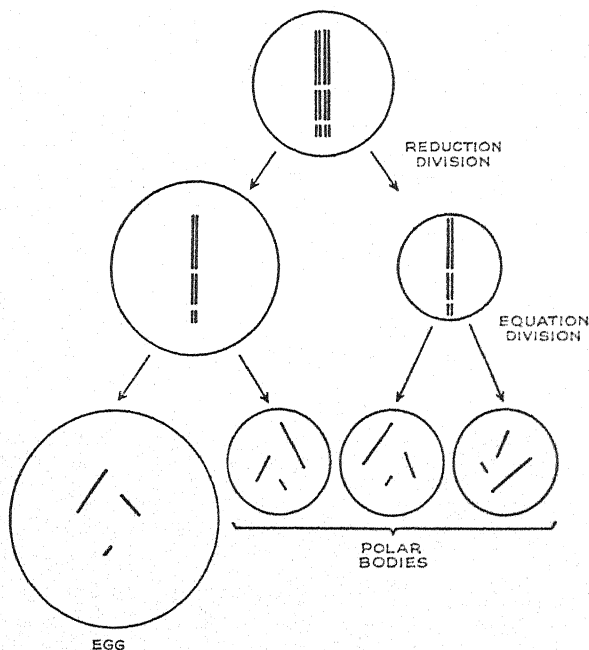 REDUCTION
DIVISION
EQUATION
DIVISION
POLAR
BODIES
EGG